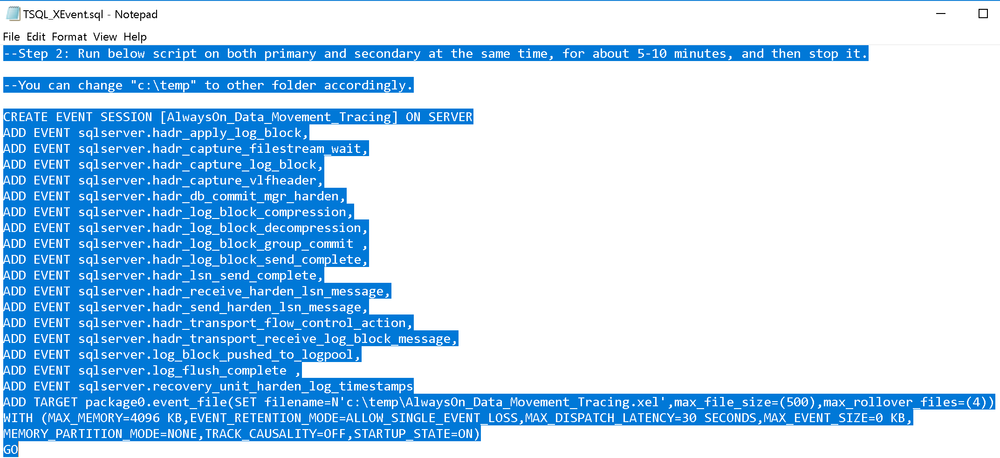 TSQL_XEvent.sql - Notepad
File Edit Format View Help
--Step 2: Run below script on both primary and secondary at the same time, for about 5-10 minutes, and then stop it.
--You can change "c:\temp" to other folder accordingly.
CREATE EVENT SESSION [AlwaysOn_Data_Movement_Tracing] ON SERVER
ADD EVENT sqlserver.hadr_apply_log_block,
ADD EVENT sqlserver.hadr_capture_filestream_wait,
ADD EVENT sqlserver.hadr_capture_log_block,
ADD EVENT sqlserver.hadr_capture_vlfheader,
ADD EVENT sqlserver.hadr_db_commit_mgr_harden,
ADD EVENT sqlserver.hadr_log_block_compression,
ADD EVENT sqlserver.hadr_log_block_decompression,
ADD EVENT sqlserver.hadr_log_block_group_commit ,
ADD EVENT sqlserver.hadr_log_block_send_complete,
ADD EVENT sqlserver.hadr_lsn_send_complete,
ADD EVENT sqlserver.hadr_receive_harden_lsn_message,
ADD EVENT sqlserver.hadr_send_harden_lsn_message,
ADD EVENT sqlserver.hadr_transport_flow_control_action,
ADD EVENT sqlserver.hadr_transport_receive_log_block_message,
ADD EVENT sqlserver.log_block_pushed_to_logpool,
ADD EVENT sqlserver.log_flush_complete ,
ADD EVENT sqlserver.recovery_unit_harden_log_timestamps
ADD TARGET package0.event_file(SET filename=N'c:\temp\AlwaysOn_Data_Movement_Tracing.xel',max_file_size=(500),max_rollover_files=(4))
WITH (MAX_MEMORY=4096 KB,EVENT_RETENTION_MODE=ALLOW_SINGLE_EVENT_LOSS,MAX_DISPATCH_LATENCY=30 SECONDS,MAX_EVENT_SIZE=0 KB,
MEMORY_PARTITION_MODE=NONE,TRACK_CAUSALITY=OFF,STARTUP_STATE=ON)
GO